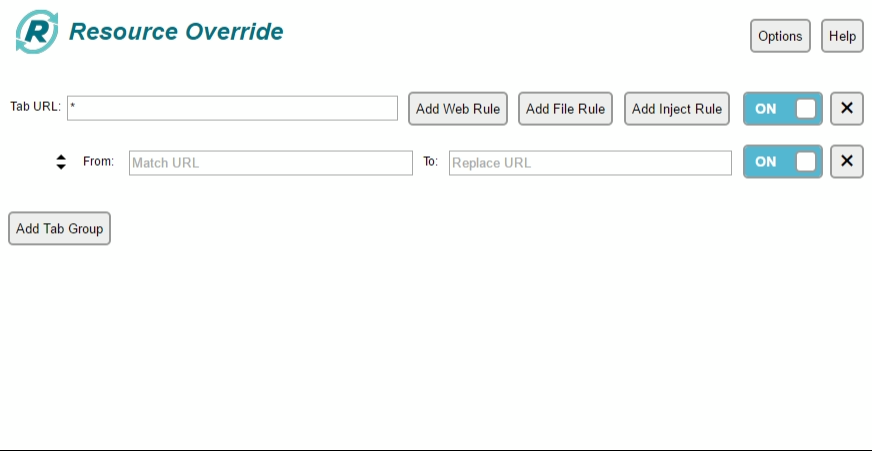 R Resource Override
Options Help
Tab URL: * Add Web Rule Add File Rule Add Inject Rule ON ✕
From: Match URL To: Replace URL ON ✕
Add Tab Group